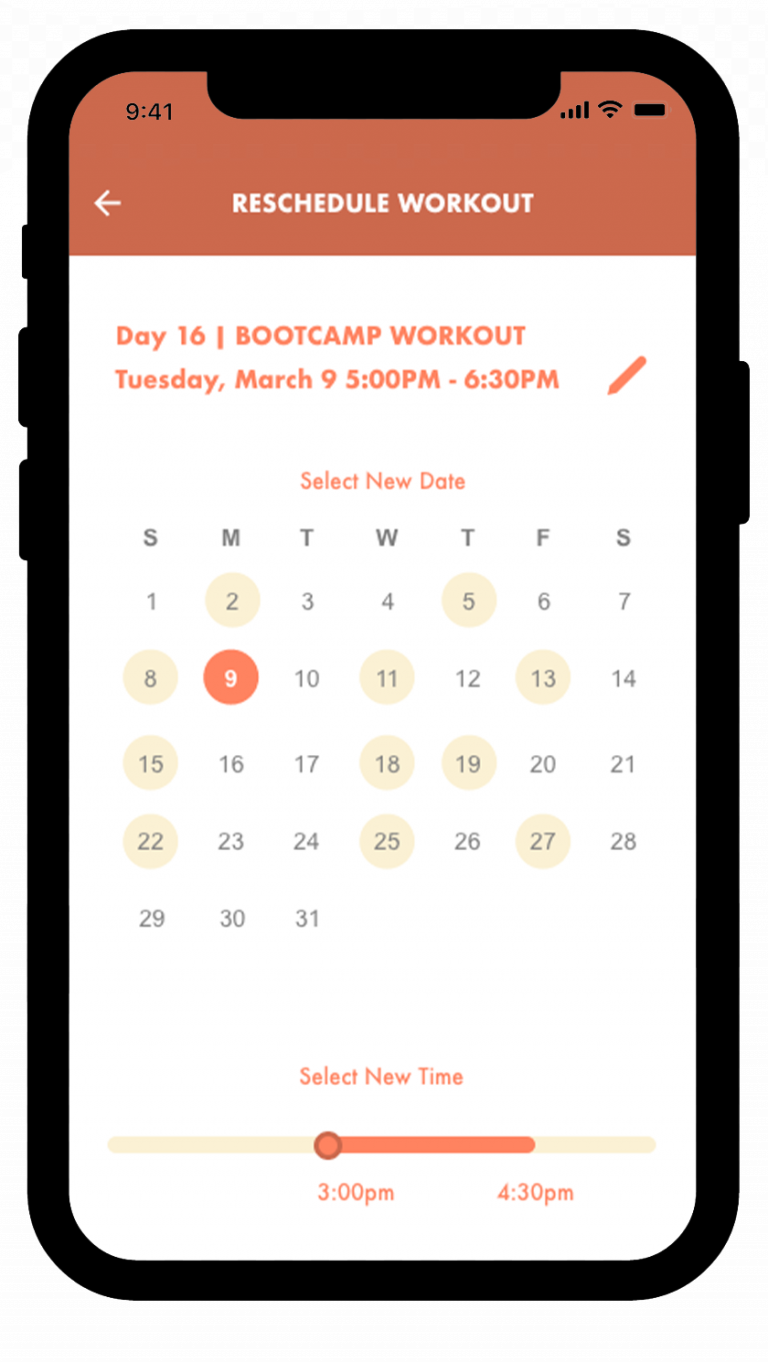 9:41
RESCHEDULE WORKOUT
Day 16 | BOOTCAMP WORKOUT
Tuesday, March 9 5:00PM - 6:30PM
Select New Date
S M T W T F S
1 2 3 4 5 6 7
8 9 10 11 12 13 14
15 16 17 18 19 20 21
22 23 24 25 26 27 28
29 30 31
Select New Time
3:00pm 4:30pm